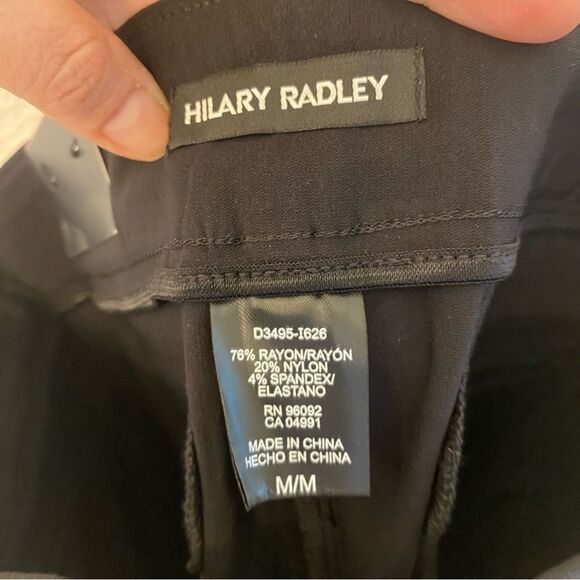 HILARY RADLEY
D3495-I626
76% RAYON/RAYÓN
20% NYLON
4% SPANDEX/
ELASTANO
RN 96092
CA 04991
MADE IN CHINA
HECHO EN CHINA
M/M